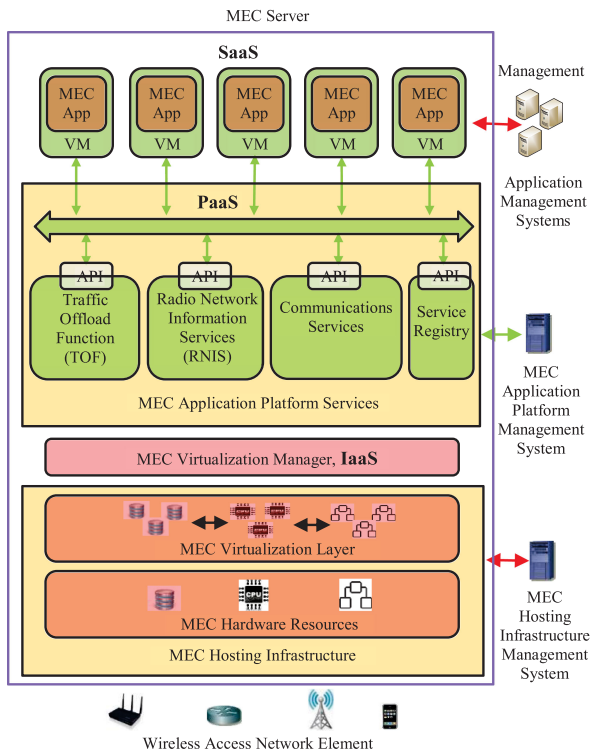 MEC Server
SaaS
MEC App
VM
MEC App
VM
MEC App
VM
MEC App
VM
MEC App
VM
Management
Application
Management
Systems
PaaS
API
Traffic
Offload
Function
(TOF)
API
Radio Network
Information
Services
(RNIS)
API
Communications
Services
API
Service
Registry
MEC Application Platform Services
MEC
Application
Platform
Management
System
MEC Virtualization Manager, IaaS
CPU
CPU
CPU
MEC Virtualization Layer
CPU
MEC Hardware Resources
MEC Hosting Infrastructure
MEC
Hosting
Infrastructure
Management
System
Wireless Access Network Element